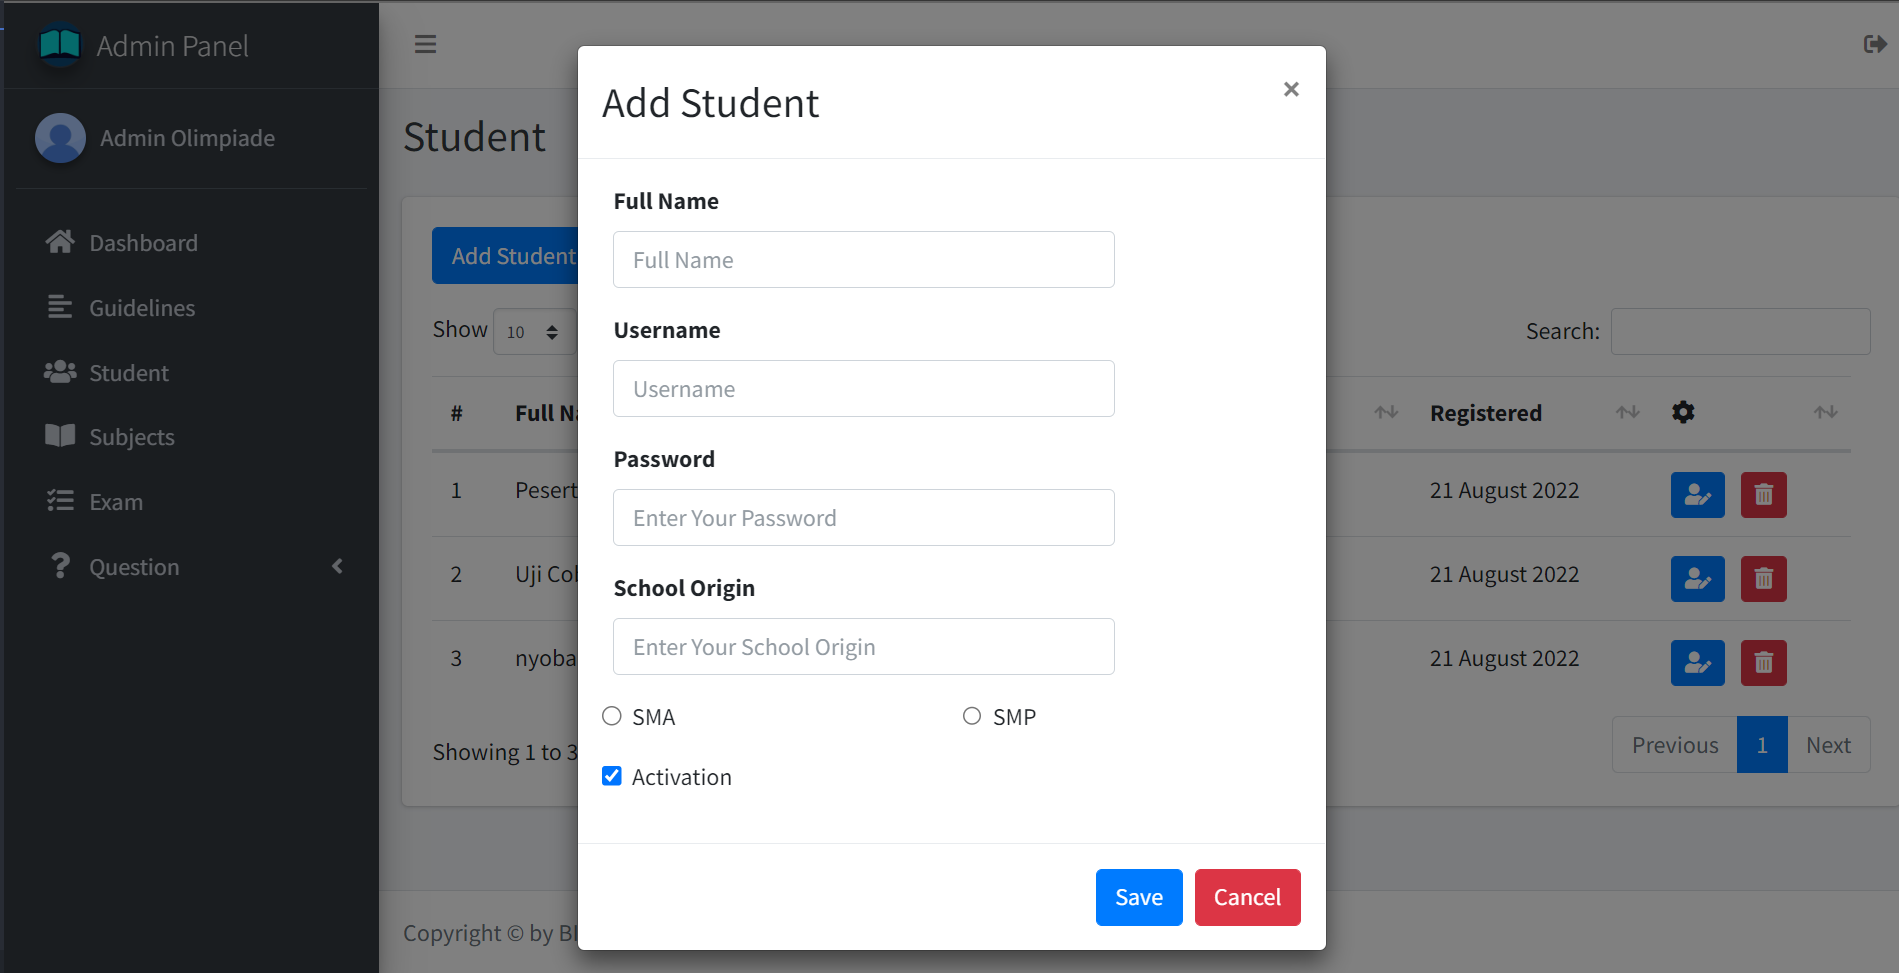 Admin Panel
Admin Olimpiade
Dashboard
Guidelines
Student
Subjects
Exam
Question
Student
Add Student
Show 10
Search:
# Full Registered
1 21 August 2022
2 Uji 21 August 2022
3 21 August 2022
Showing 1 to 3
Previous 1 Next
Copyright © by
Add Student ×
Full Name
Full Name
Username
Username
Password
Enter Your Password
School Origin
Enter Your School Origin
SMA SMP
Activation
Save Cancel